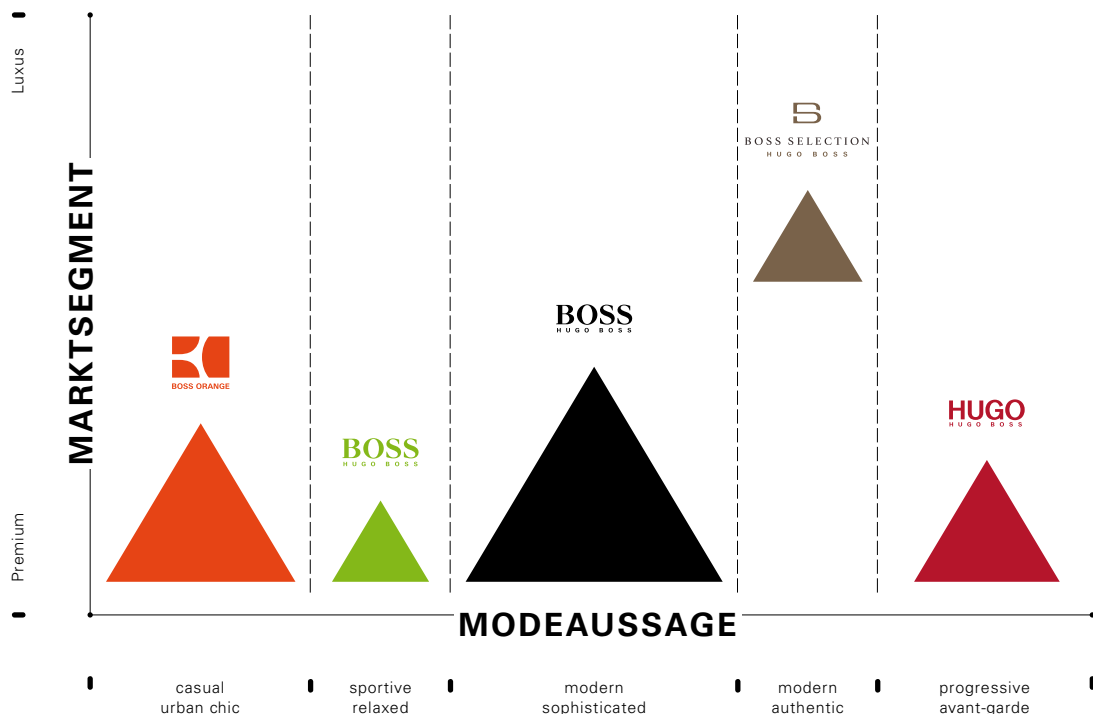 Luxus
MARKTSEGMENT
Premium
BOSS SELECTION
HUGO BOSS
BOSS
HUGO BOSS
BOSS ORANGE
HUGO
HUGO BOSS
BOSS
HUGO BOSS
MODEAUSSAGE
casual
urban chic
sportive
relaxed
modern
sophisticated
modern
authentic
progressive
avant-garde